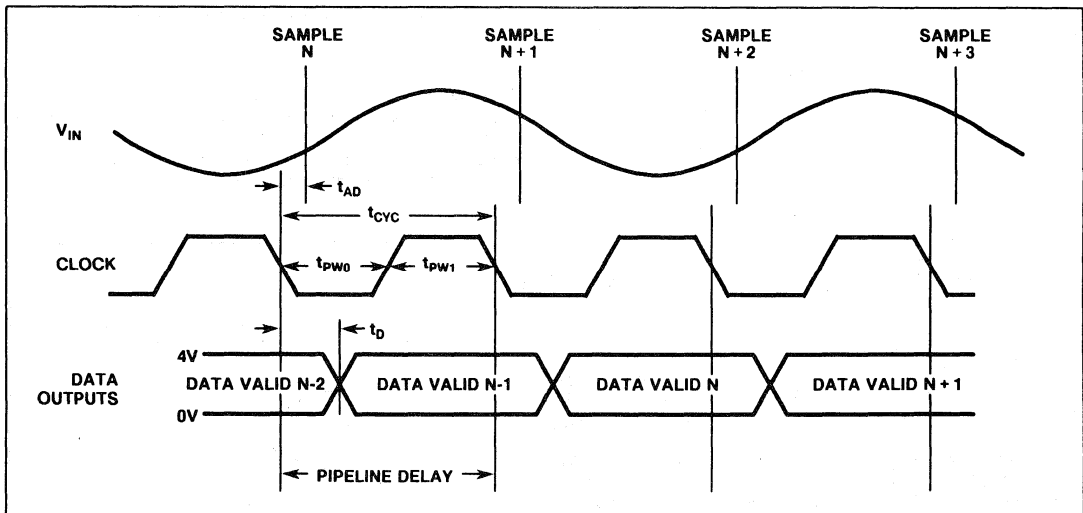 SAMPLE N
SAMPLE N + 1
SAMPLE N + 2
SAMPLE N + 3
VIN
tAD
tCYC
CLOCK
tPW0
tPW1
tD
DATA OUTPUTS
4V
0V
DATA VALID N-2
DATA VALID N-1
DATA VALID N
DATA VALID N + 1
PIPELINE DELAY